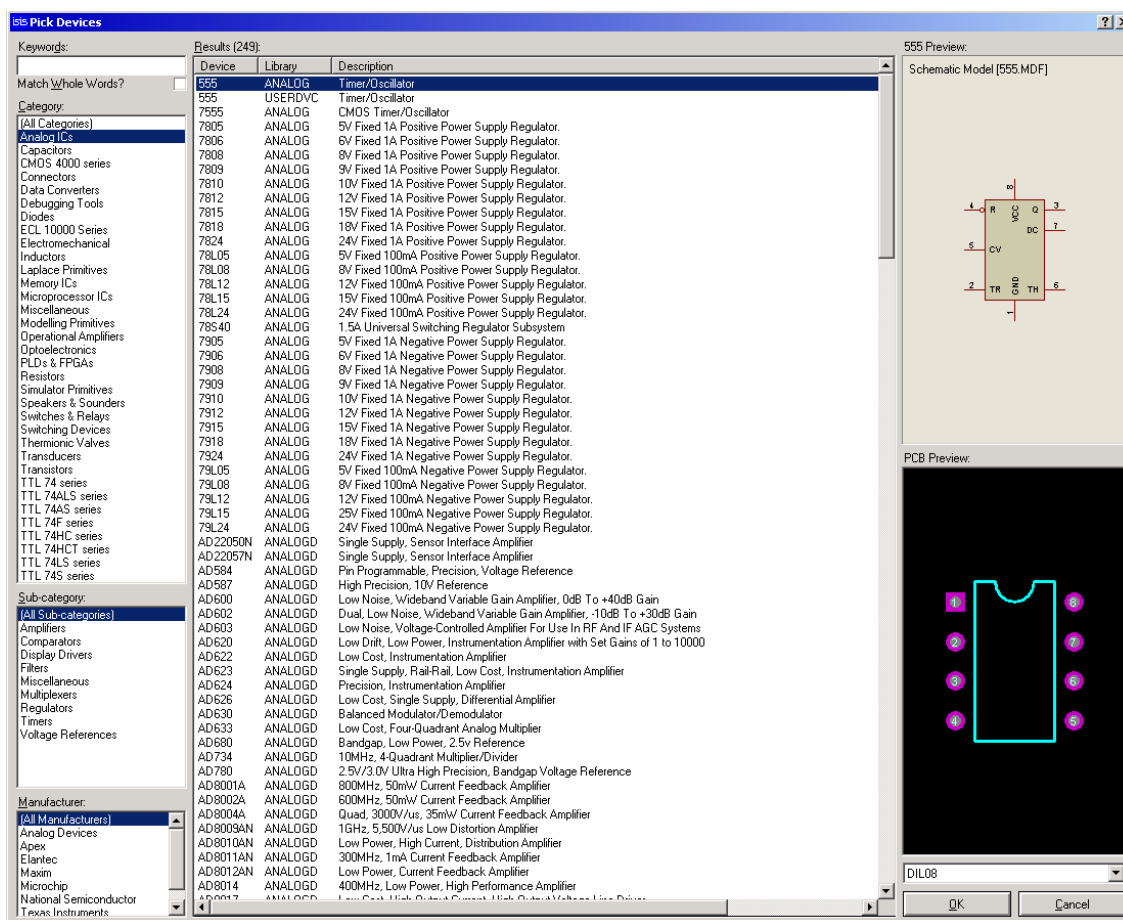 isis Pick Devices
Keywords:
Match Whole Words?
Category:
(All Categories)
Analog ICs
Capacitors
CMOS 4000 series
Connectors
Data Converters
Debugging Tools
Diodes
ECL 10000 Series
Electromechanical
Inductors
Laplace Primitives
Memory ICs
Microprocessor ICs
Miscellaneous
Modelling Primitives
Operational Amplifiers
Optoelectronics
PLDs & FPGAs
Resistors
Simulator Primitives
Speakers & Sounders
Switches & Relays
Switching Devices
Thermionic Valves
Transducers
Transistors
TTL 74 series
TTL 74ALS series
TTL 74AS series
TTL 74F series
TTL 74HC series
TTL 74HCT series
TTL 74LS series
TTL 74S series
Sub-category:
(All Sub-categories)
Amplifiers
Comparators
Display Drivers
Filters
Miscellaneous
Multiplexers
Regulators
Timers
Voltage References
Manufacturer:
(All Manufacturers)
Analog Devices
Apex
Elantec
Maxim
Microchip
National Semiconductor
Texas Instruments
Results (249):
Device Library Description
555 ANALOG Timer/Oscillator
555 USERDVC Timer/Oscillator
7555 ANALOG CMOS Timer/Oscillator
7805 ANALOG 5V Fixed 1A Positive Power Supply Regulator.
7806 ANALOG 6V Fixed 1A Positive Power Supply Regulator.
7808 ANALOG 8V Fixed 1A Positive Power Supply Regulator.
7809 ANALOG 9V Fixed 1A Positive Power Supply Regulator.
7810 ANALOG 10V Fixed 1A Positive Power Supply Regulator.
7812 ANALOG 12V Fixed 1A Positive Power Supply Regulator.
7815 ANALOG 15V Fixed 1A Positive Power Supply Regulator.
7818 ANALOG 18V Fixed 1A Positive Power Supply Regulator.
7824 ANALOG 24V Fixed 1A Positive Power Supply Regulator.
78L05 ANALOG 5V Fixed 100mA Positive Power Supply Regulator.
78L08 ANALOG 8V Fixed 100mA Positive Power Supply Regulator.
78L12 ANALOG 12V Fixed 100mA Positive Power Supply Regulator.
78L15 ANALOG 15V Fixed 100mA Positive Power Supply Regulator.
78L24 ANALOG 24V Fixed 100mA Positive Power Supply Regulator.
78S40 ANALOG 1.5A Universal Switching Regulator Subsystem
7905 ANALOG 5V Fixed 1A Negative Power Supply Regulator.
7906 ANALOG 6V Fixed 1A Negative Power Supply Regulator.
7908 ANALOG 8V Fixed 1A Negative Power Supply Regulator.
7909 ANALOG 9V Fixed 1A Negative Power Supply Regulator.
7910 ANALOG 10V Fixed 1A Negative Power Supply Regulator.
7912 ANALOG 12V Fixed 1A Negative Power Supply Regulator.
7915 ANALOG 15V Fixed 1A Negative Power Supply Regulator.
7918 ANALOG 18V Fixed 1A Negative Power Supply Regulator.
7924 ANALOG 24V Fixed 1A Negative Power Supply Regulator.
79L05 ANALOG 5V Fixed 100mA Negative Power Supply Regulator.
79L08 ANALOG 8V Fixed 100mA Negative Power Supply Regulator.
79L12 ANALOG 12V Fixed 100mA Negative Power Supply Regulator.
79L15 ANALOG 25V Fixed 100mA Negative Power Supply Regulator.
79L24 ANALOG 24V Fixed 100mA Negative Power Supply Regulator.
AD22050N ANALOGD Single Supply, Sensor Interface Amplifier
AD22057N ANALOGD Single Supply, Sensor Interface Amplifier
AD584 ANALOGD Pin Programmable, Precision, Voltage Reference
AD587 ANALOGD High Precision, 10V Reference
AD600 ANALOGD Low Noise, Wideband Variable Gain Amplifier, 0dB To +40dB Gain
AD602 ANALOGD Dual, Low Noise, Wideband Variable Gain Amplifier, -10dB To +30dB Gain
AD603 ANALOGD Low Noise, Voltage-Controlled Amplifier For Use In RF And IF AGC Systems
AD620 ANALOGD Low Drift, Low Power, Instrumentation Amplifier with Set Gains of 1 to 10000
AD622 ANALOGD Low Cost, Instrumentation Amplifier
AD623 ANALOGD Single Supply, Rail-Rail, Low Cost, Instrumentation Amplifier
AD624 ANALOGD Precision, Instrumentation Amplifier
AD626 ANALOGD Low Cost, Single Supply, Differential Amplifier
AD630 ANALOGD Balanced Modulator/Demodulator
AD633 ANALOGD Low Cost, Four-Quadrant Analog Multiplier
AD680 ANALOGD Bandgap, Low Power, 2.5v Reference
AD734 ANALOGD 10MHz, 4-Quadrant Multiplier/Divider
AD780 ANALOGD 2.5V/3.0V Ultra High Precision, Bandgap Voltage Reference
AD8001A ANALOGD 800MHz, 50mW Current Feedback Amplifier
AD8002A ANALOGD 600MHz, 50mW Current Feedback Amplifier
AD8004A ANALOGD Quad, 3000V/us, 35mW Current Feedback Amplifier
AD8009AN ANALOGD 1GHz, 5,500V/us Low Distortion Amplifier
AD8010AN ANALOGD Low Power, High Current, Distribution Amplifier
AD8011AN ANALOGD 300MHz, 1mA Current Feedback Amplifier
AD8012AN ANALOGD Low Power, Current Feedback Amplifier
AD8014 ANALOGD 400MHz, Low Power, High Performance Amplifier
AD8017 ANALOGD Low Cost, High Output Current, High Output Voltage Line Driver
555 Preview:
Schematic Model [555.MDF]
8
4 R VCC Q 3
DC 7
5 CV
2 TR GND TH 6
1
PCB Preview:
1 8
2 7
3 6
4 5
DIL08
OK Cancel